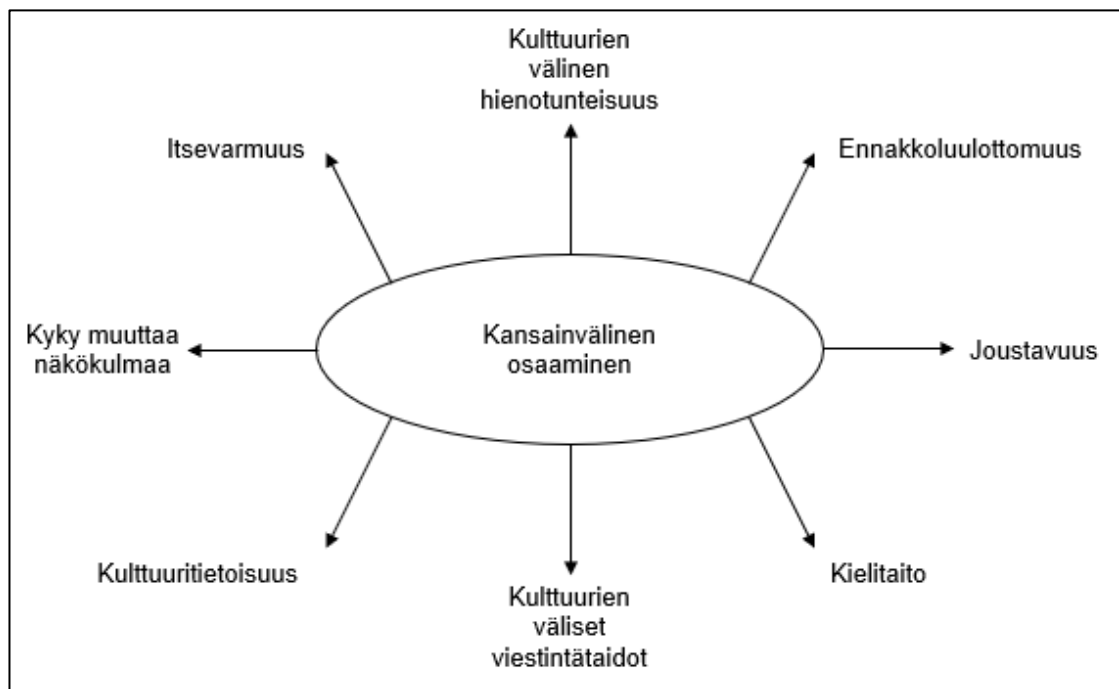 Kulttuurien
välinen
hienotunteisuus
Itsevarmuus
Ennakkoluulottomuus
Kyky muuttaa
näkökulmaa
Kansainvälinen
osaaminen
Joustavuus
Kulttuuritietoisuus
Kielitaito
Kulttuurien
väliset
viestintätaidot